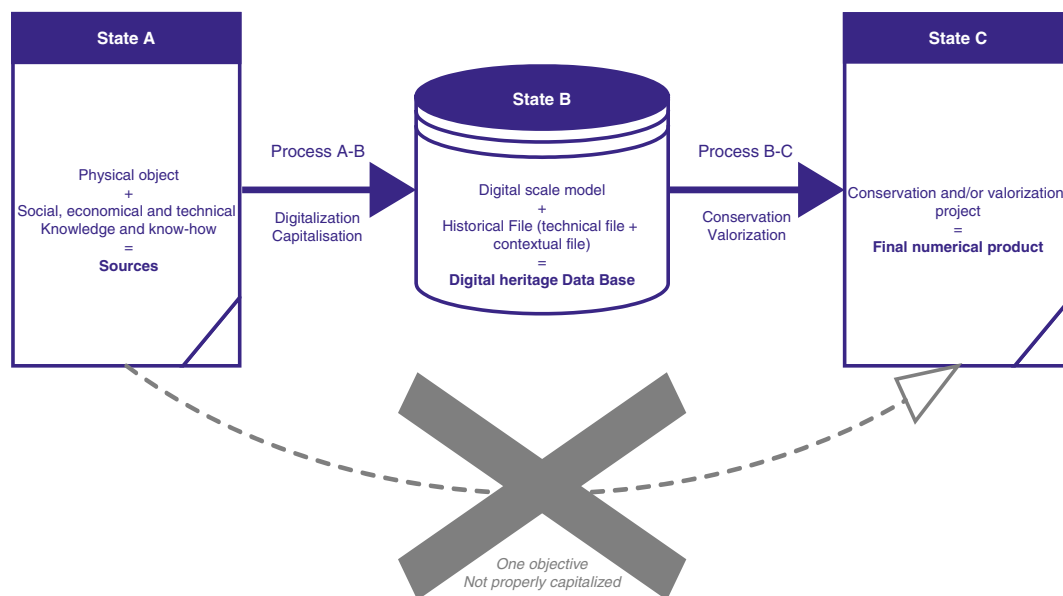 State A
Physical object
+
Social, economical and technical
Knowledge and know-how
=
Sources
Process A-B
Digitalization
Capitalisation
State B
Digital scale model
+
Historical File (technical file +
contextual file)
=
Digital heritage Data Base
Process B-C
Conservation
Valorization
State C
Conservation and/or valorization
project
=
Final numerical product
One objective
Not properly capitalized